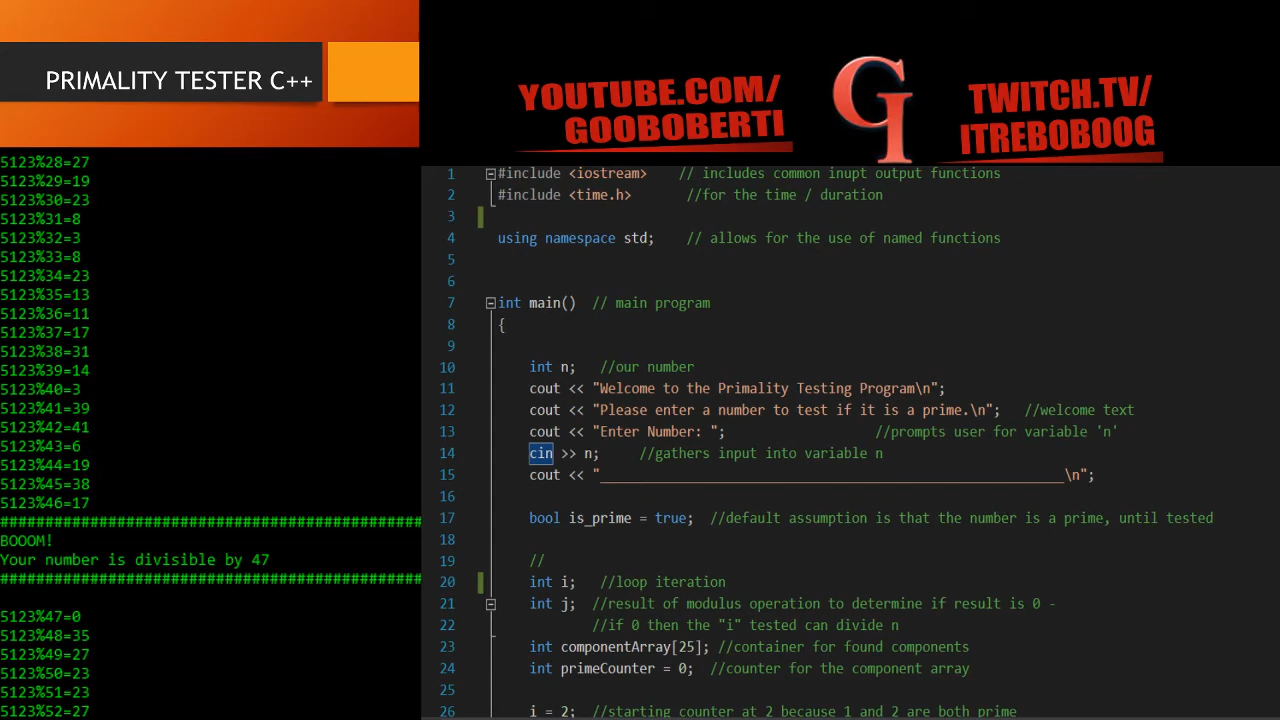 PRIMALITY TESTER C++
YOUTUBE.COM/
GOOBOBERTI
GI
TWITCH.TV/
ITREBOBOOG
5123%28=27
5123%29=19
5123%30=23
5123%31=8
5123%32=3
5123%33=8
5123%34=23
5123%35=13
5123%36=11
5123%37=17
5123%38=31
5123%39=14
5123%40=3
5123%41=39
5123%42=41
5123%43=6
5123%44=19
5123%45=38
5123%46=17
###############################################
BOOOM!
Your number is divisible by 47
###############################################
5123%47=0
5123%48=35
5123%49=27
5123%50=23
5123%51=23
5123%52=27
1 #include <iostream> // includes common inupt output functions
2 #include <time.h> //for the time / duration
3
4 using namespace std; // allows for the use of named functions
5
6
7 int main() // main program
8 {
9
10 int n; //our number
11 cout << "Welcome to the Primality Testing Program\n";
12 cout << "Please enter a number to test if it is a prime.\n"; //welcome text
13 cout << "Enter Number: "; //prompts user for variable 'n'
14 cin >> n; //gathers input into variable n
15 cout << "___________________________________________________________\n";
16
17 bool is_prime = true; //default assumption is that the number is a prime, until tested
18
19 //
20 int i; //loop iteration
21 int j; //result of modulus operation to determine if result is 0 -
22 //if 0 then the "i" tested can divide n
23 int componentArray[25]; //container for found components
24 int primeCounter = 0; //counter for the component array
25
26 i = 2; //starting counter at 2 because 1 and 2 are both prime